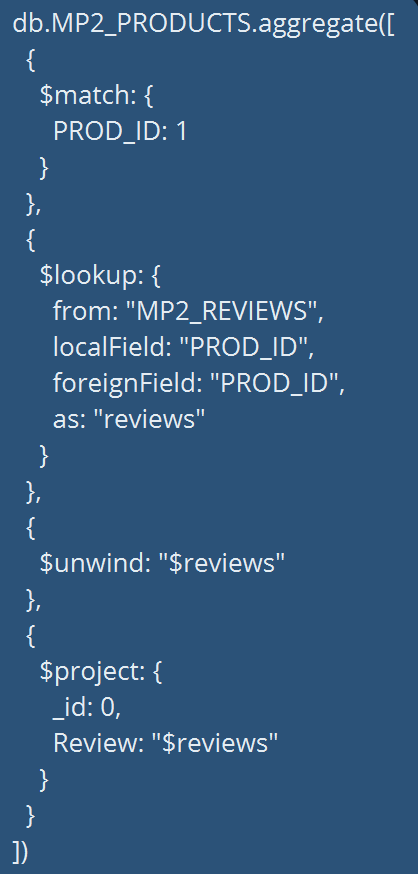 db.MP2_PRODUCTS.aggregate([
  {
    $match: {
      PROD_ID: 1
    }
  },
  {
    $lookup: {
      from: "MP2_REVIEWS",
      localField: "PROD_ID",
      foreignField: "PROD_ID",
      as: "reviews"
    }
  },
  {
    $unwind: "$reviews"
  },
  {
    $project: {
      _id: 0,
      Review: "$reviews"
    }
  }
])